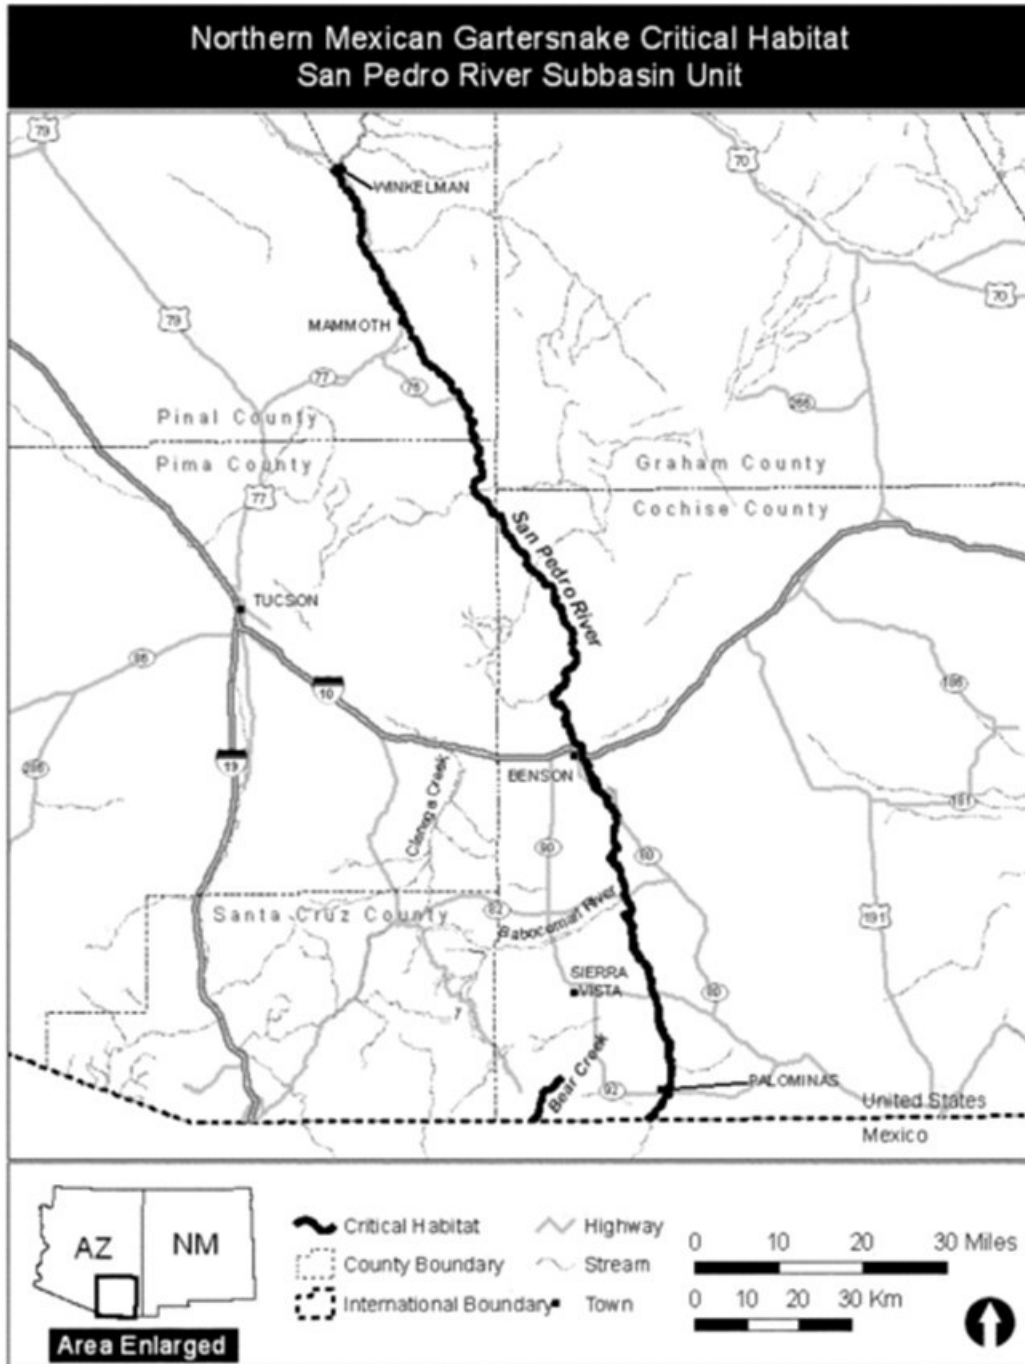 Northern Mexican Gartersnake Critical Habitat
San Pedro River Subbasin Unit
79
70
WINKELMAN
70
79
MAMMOTH
77
76
266
Pinal County
Pima County
Graham County
77
Cochise County
San Pedro River
TUCSON
86
10
186
19
286
BENSON
Cienega Creek
181
90
80
Santa Cruz County
82
Babocomari River
191
SIERRA
VISTA
80
Bear Creek
92
PALOMINAS
United States
Mexico
AZ
NM
Area Enlarged
Critical Habitat
County Boundary
International Boundary
Highway
Stream
Town
0 10 20 30 Miles
0 10 20 30 Km